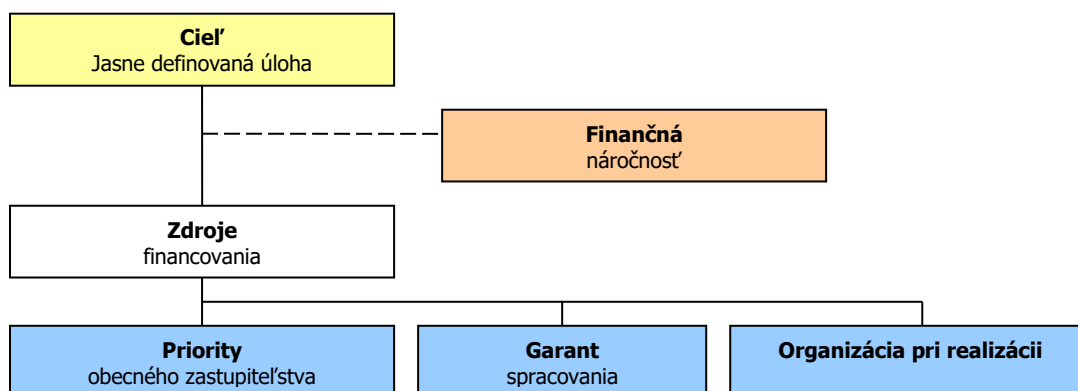 Cieľ
Jasne definovaná úloha
Finančná
náročnosť
Zdroje
financovania
Priority
obecného zastupiteľstva
Garant
spracovania
Organizácia pri realizácii